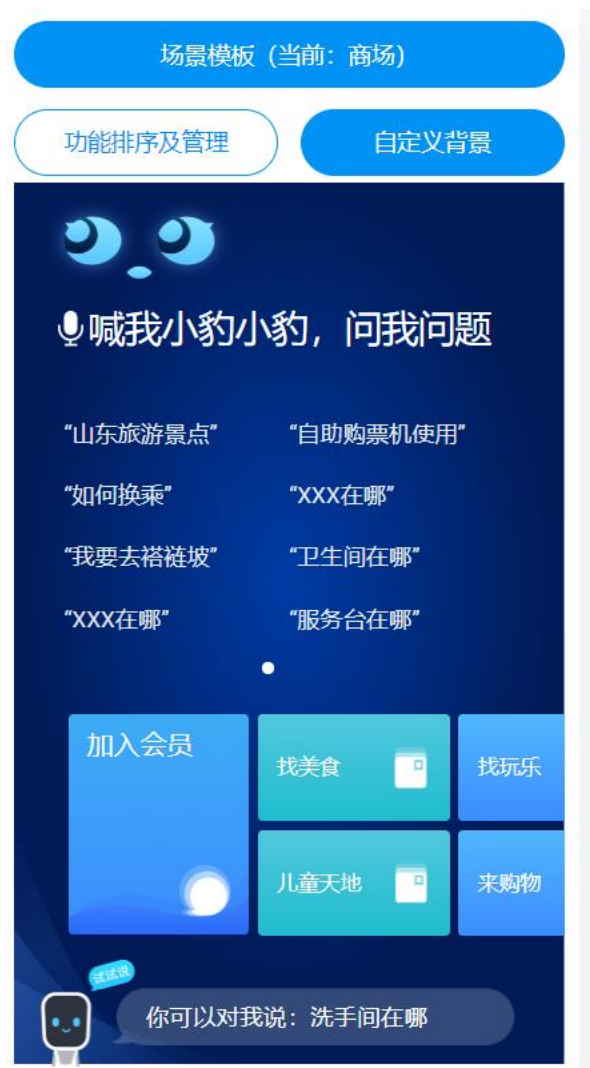 场景模板（当前：商场）
功能排序及管理
自定义背景
喊我小豹小豹，问我问题
“山东旅游景点”
“自助购票机使用”
“如何换乘”
“XXX在哪”
“我要去褡裢坡”
“卫生间在哪”
“XXX在哪”
“服务台在哪”
加入会员
找美食
找玩乐
儿童天地
来购物
试试说
你可以对我说：洗手间在哪